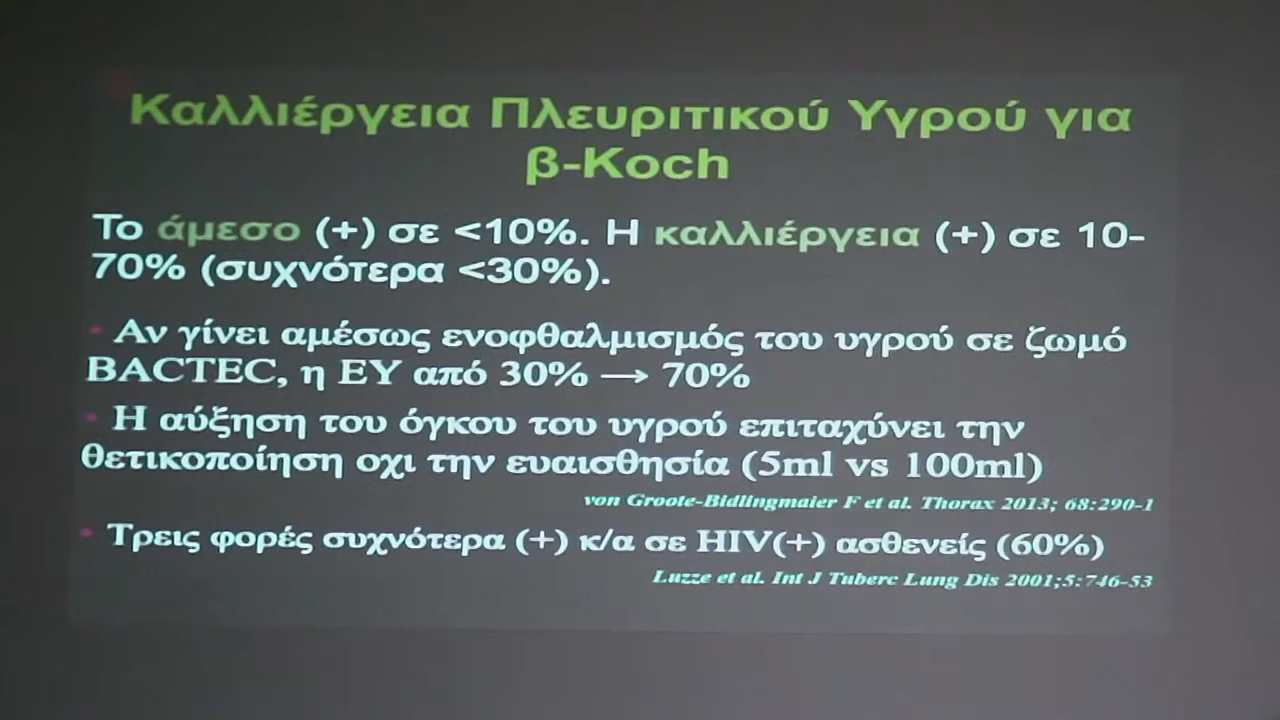 Καλλιέργεια Πλευριτικού Υγρού για
β-Koch
Το άμεσο (+) σε <10%. Η καλλιέργεια (+) σε 10-
70% (συχνότερα <30%).
• Αν γίνει αμέσως ενοφθαλμισμός του υγρού σε ζωμό
BACTEC, η ΕΥ από 30% → 70%
• Η αύξηση του όγκου του υγρού επιταχύνει την
θετικοποίηση οχι την ευαισθησία (5ml vs 100ml)
von Groote-Bidlingmaier F et al. Thorax 2013; 68:290-1
• Τρεις φορές συχνότερα (+) κ/α σε HIV(+) ασθενείς (60%)
Luzze et al. Int J Tuberc Lung Dis 2001;5:746-53